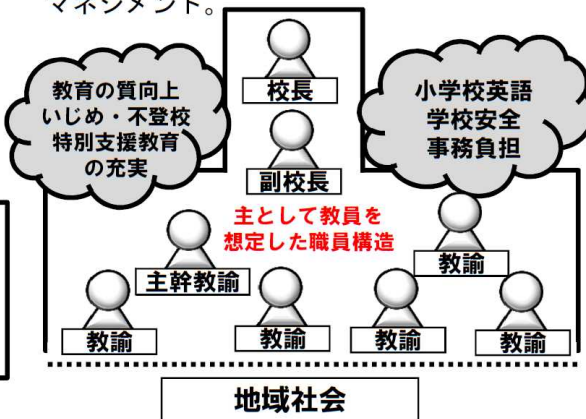 マネジメント。
校長
教育の質向上
いじめ・不登校
特別支援教育
の充実
小学校英語
学校安全
事務負担
副校長
主として教員を
想定した職員構造
主幹教諭
教諭
教諭
教諭
教諭
教諭
地域社会